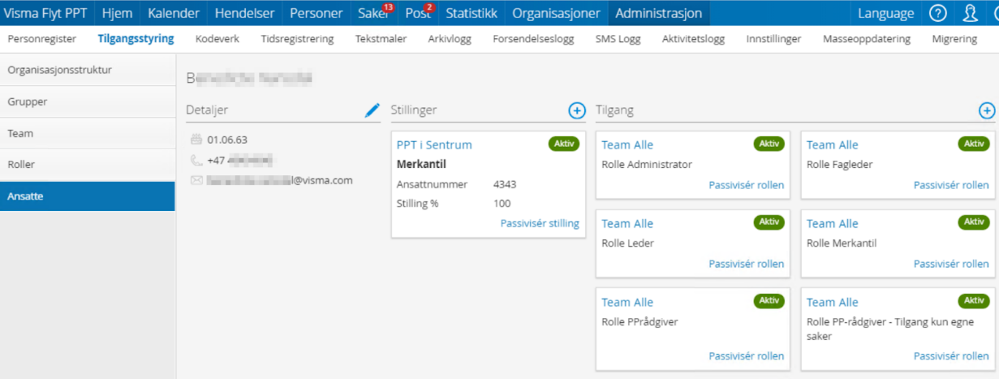 Visma Flyt PPT Hjem Kalender Hendelser Personer Saker 13 Post 2 Statistikk Organisasjoner Administrasjon Language ?
Personregister Tilgangsstyring Kodeverk Tidsregistrering Tekstmaler Arkivlogg Forsendelseslogg SMS Logg Aktivitetslogg Innstillinger Masseoppdatering Migrering
Organisasjonsstruktur
Grupper
Team
Roller
Ansatte
Detaljer
01.06.63
+47
@visma.com
Stillinger
PPT i Sentrum Aktiv
Merkantil
Ansattnummer 4343
Stilling % 100
Passivisér stilling
Tilgang
Team Alle Aktiv
Rolle Administrator
Passivisér rollen
Team Alle Aktiv
Rolle Fagleder
Passivisér rollen
Team Alle Aktiv
Rolle Leder
Passivisér rollen
Team Alle Aktiv
Rolle Merkantil
Passivisér rollen
Team Alle Aktiv
Rolle PPrådgiver
Passivisér rollen
Team Alle Aktiv
Rolle PP-rådgiver - Tilgang kun egne
saker
Passivisér rollen